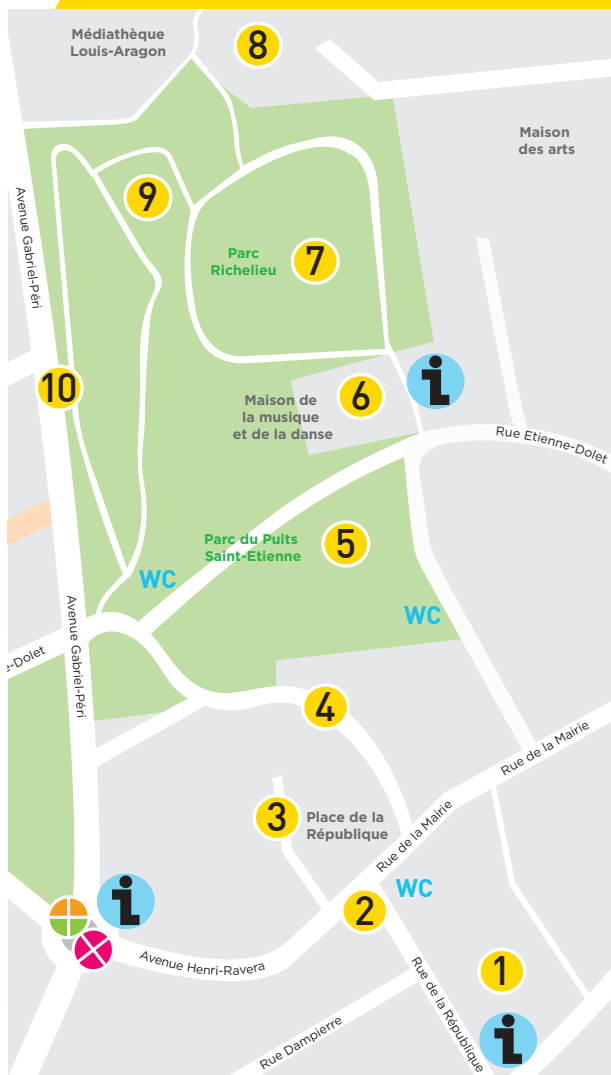 Médiathèque
Louis-Aragon
8
Maison
des arts
9
Avenue Gabriel-Péri
Parc
Richelieu
7
10
6
i
Maison de
la musique
et de la danse
Rue Etienne-Dolet
Parc du Puits
Saint-Etienne
5
WC
WC
Avenue Gabriel-Péri
e-Dolet
4
Rue de la Mairie
3
Place de la
République
Rue de la Mairie
WC
i
2
Avenue Henri-Ravera
1
Rue de la République
Rue Dampierre
i